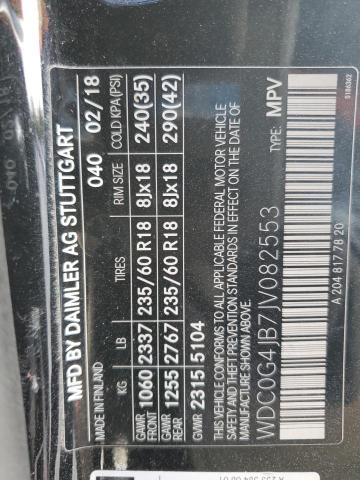 MFD BY DAIMLER AG STUTTGART
MADE IN FINLAND 040 02/18
KG LB TIRES RIM SIZE COLD KPA(PSI)
GAWR FRONT 1060 2337 235/60 R18 8Jx18 240(35)
GAWR REAR 1255 2767 235/60 R18 8Jx18 290(42)
GVWR 2315 5104
THIS VEHICLE CONFORMS TO ALL APPLICABLE FEDERAL MOTOR VEHICLE
SAFETY AND THEFT PREVENTION STANDARDS IN EFFECT ON THE DATE
OF MANUFACTURE SHOWN ABOVE.
WDC0G4JB7JV082553 TYPE: MPV
A 204 817 78 20